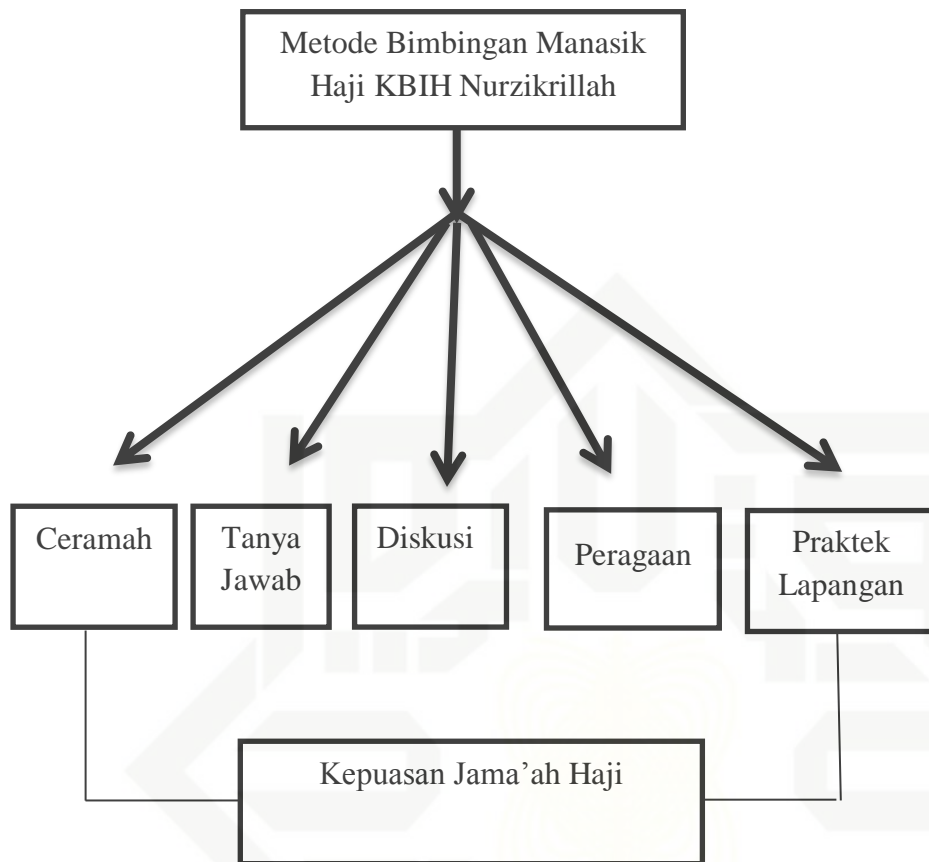 Metode Bimbingan Manasik
Haji KBIH Nurzikrillah
Ceramah
Tanya
Jawab
Diskusi
Peragaan
Praktek
Lapangan
Kepuasan Jama’ah Haji